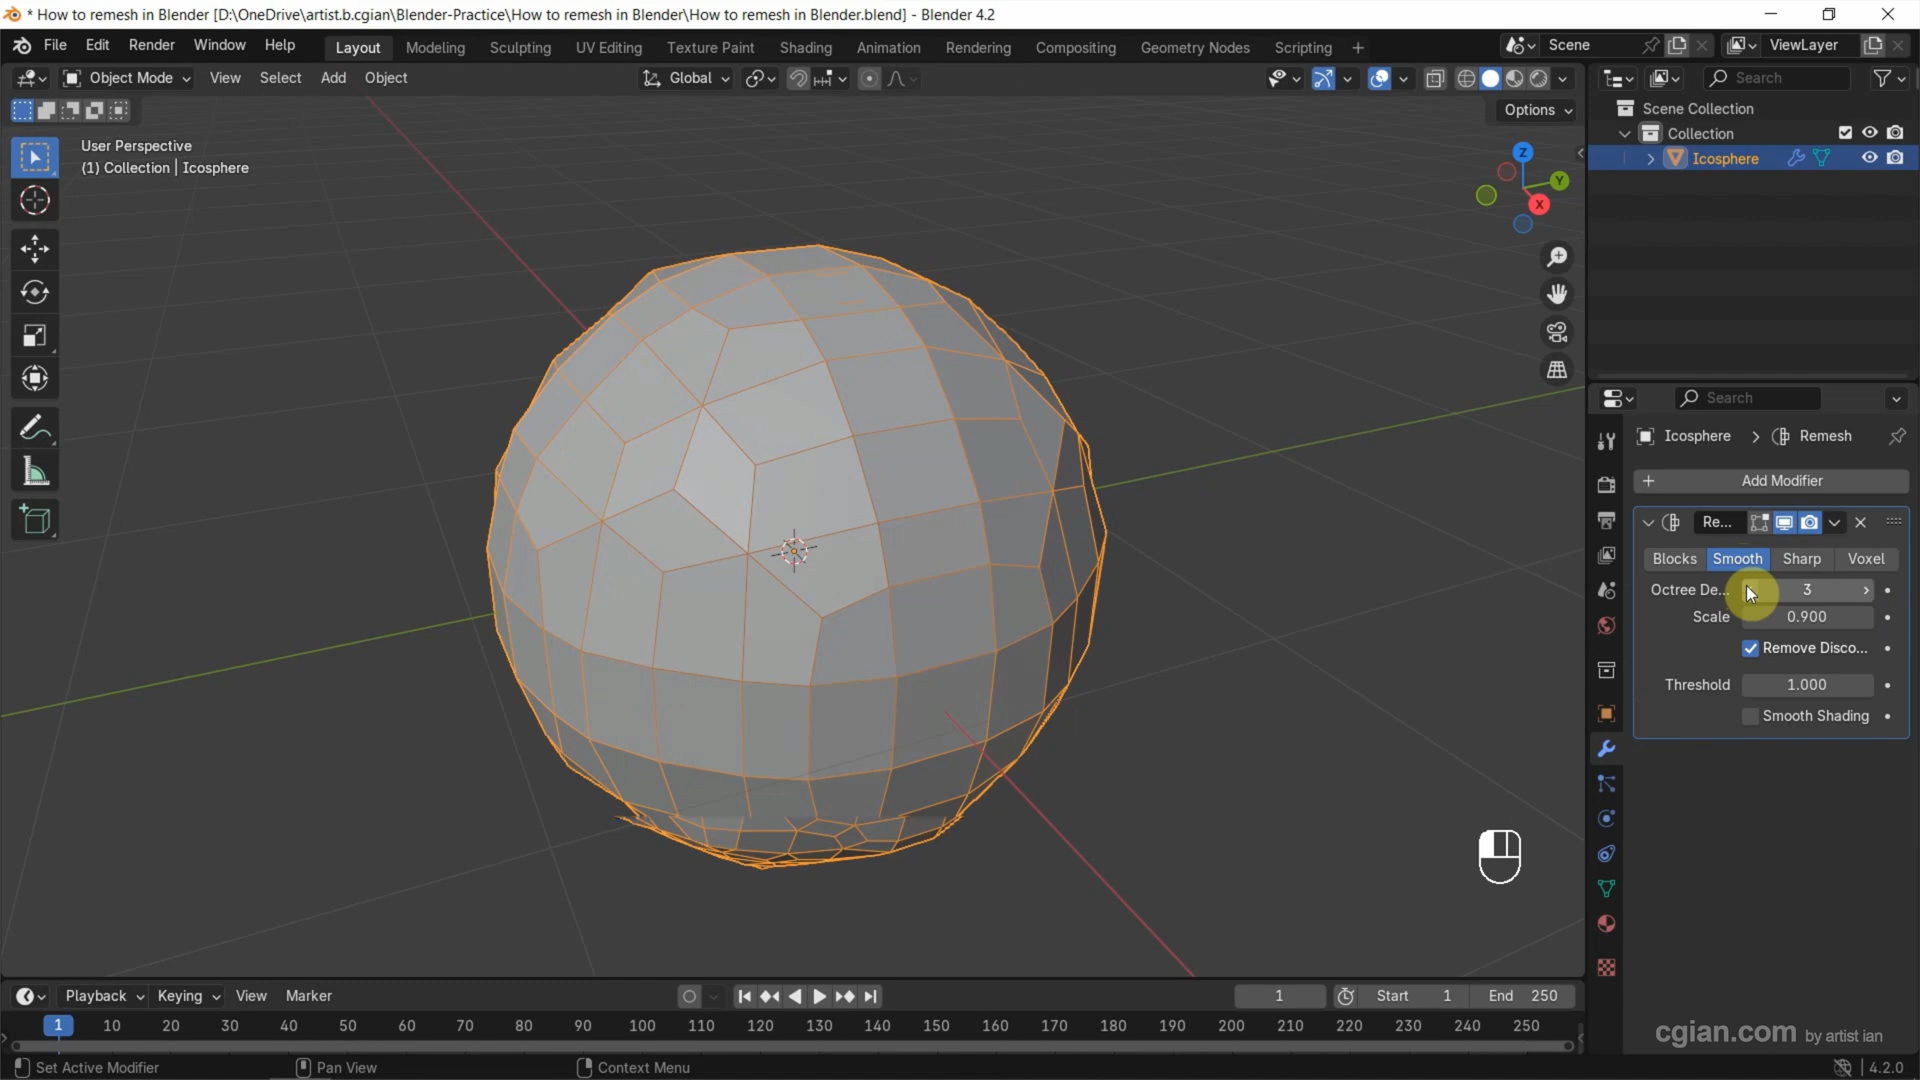 * How to remesh in Blender [D:\OneDrive\artist.b.cgian\Blender-Practice\How to remesh in Blender\How to remesh in Blender.blend] - Blender 4.2
File Edit Render Window Help Layout Modeling Sculpting UV Editing Texture Paint Shading Animation Rendering Compositing Geometry Nodes Scripting + Scene ViewLayer
Object Mode View Select Add Object Global Search
Options
Scene Collection
Collection
Icosphere
User Perspective
(1) Collection | Icosphere
Z
Y
X
Search
Icosphere > Remesh
+ Add Modifier
Re...
Blocks Smooth Sharp Voxel
Octree De... 3
Scale 0.900
Remove Disco...
Threshold 1.000
Smooth Shading
Playback Keying View Marker 1 Start 1 End 250
1 10 20 30 40 50 60 70 80 90 100 110 120 130 140 150 160 170 180 190 200 210 220 230 240 250
cgian.com by artist ian
Set Active Modifier Pan View Context Menu 4.2.0